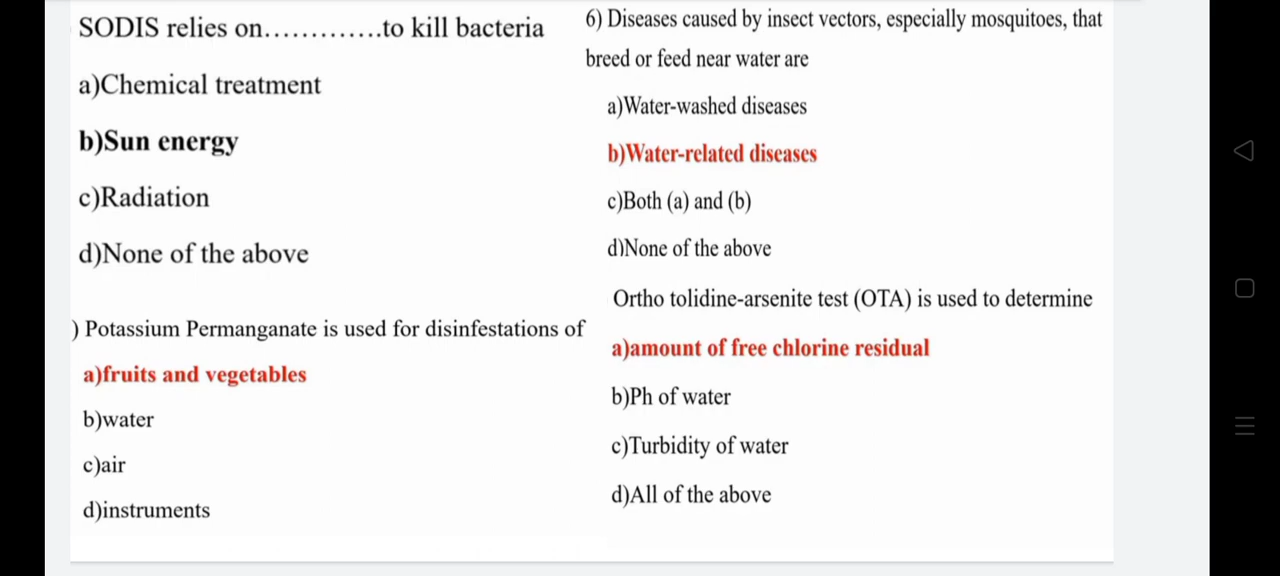 SODIS relies on.............to kill bacteria
a)Chemical treatment
b)Sun energy
c)Radiation
d)None of the above
) Potassium Permanganate is used for disinfestations of
a)fruits and vegetables
b)water
c)air
d)instruments
6) Diseases caused by insect vectors, especially mosquitoes, that
breed or feed near water are
a)Water-washed diseases
b)Water-related diseases
c)Both (a) and (b)
d)None of the above
Ortho tolidine-arsenite test (OTA) is used to determine
a)amount of free chlorine residual
b)Ph of water
c)Turbidity of water
d)All of the above